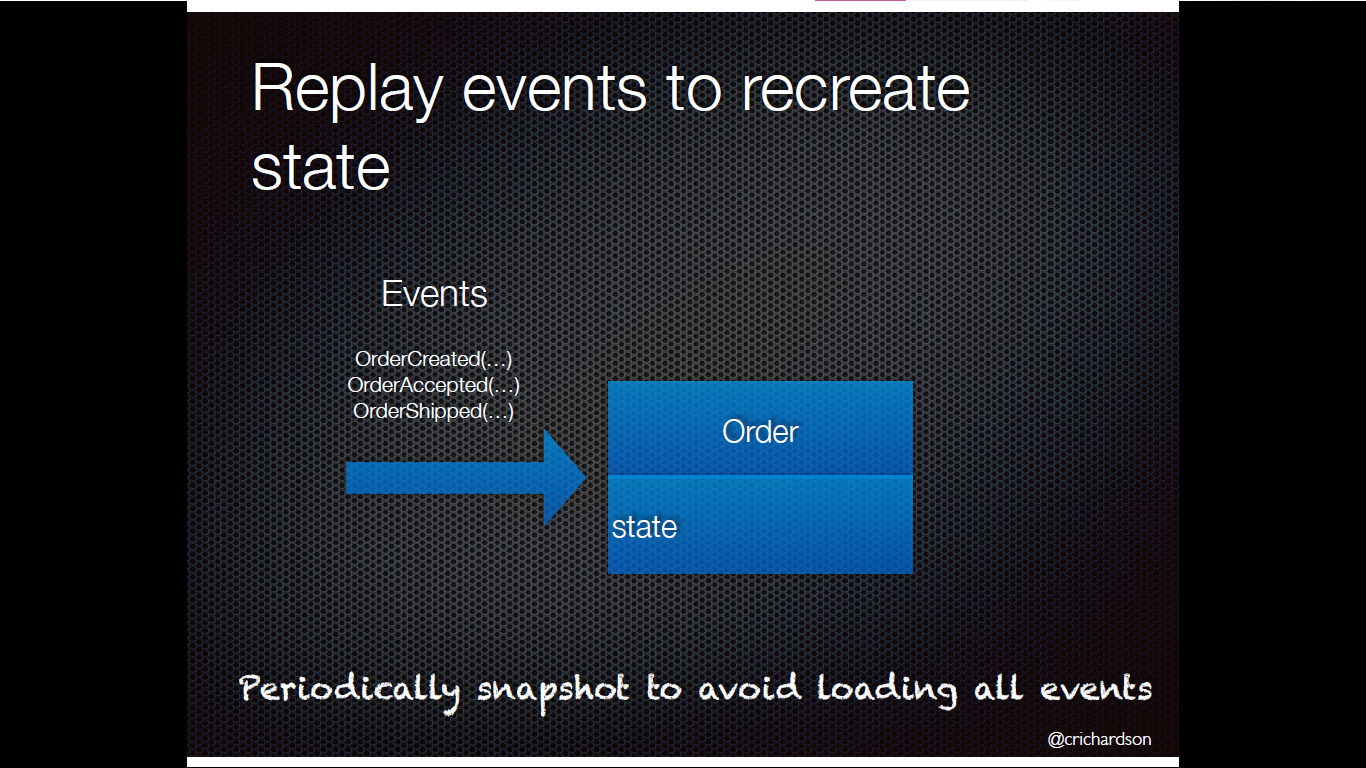 Replay events to recreate
state
Events
OrderCreated(…)
OrderAccepted(…)
OrderShipped(…)
Order
state
Periodically snapshot to avoid loading all events
@crichardson